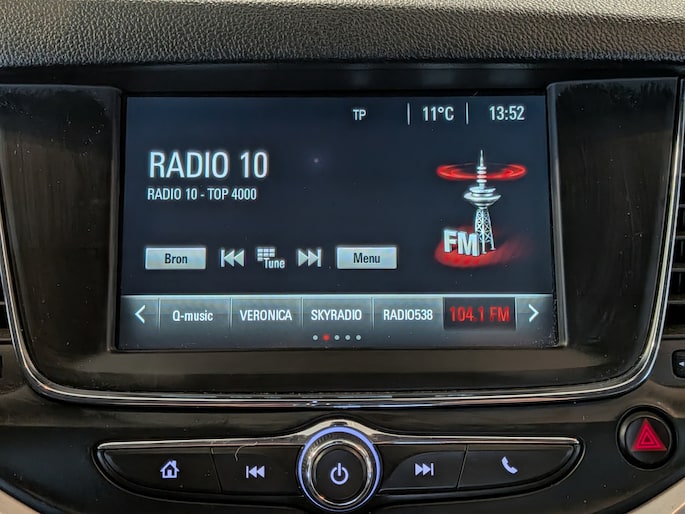 TP 11°C 13:52
RADIO 10
RADIO 10 - TOP 4000
FM
Bron Tune Menu
Q-music VERONICA SKYRADIO RADIO538 104.1 FM